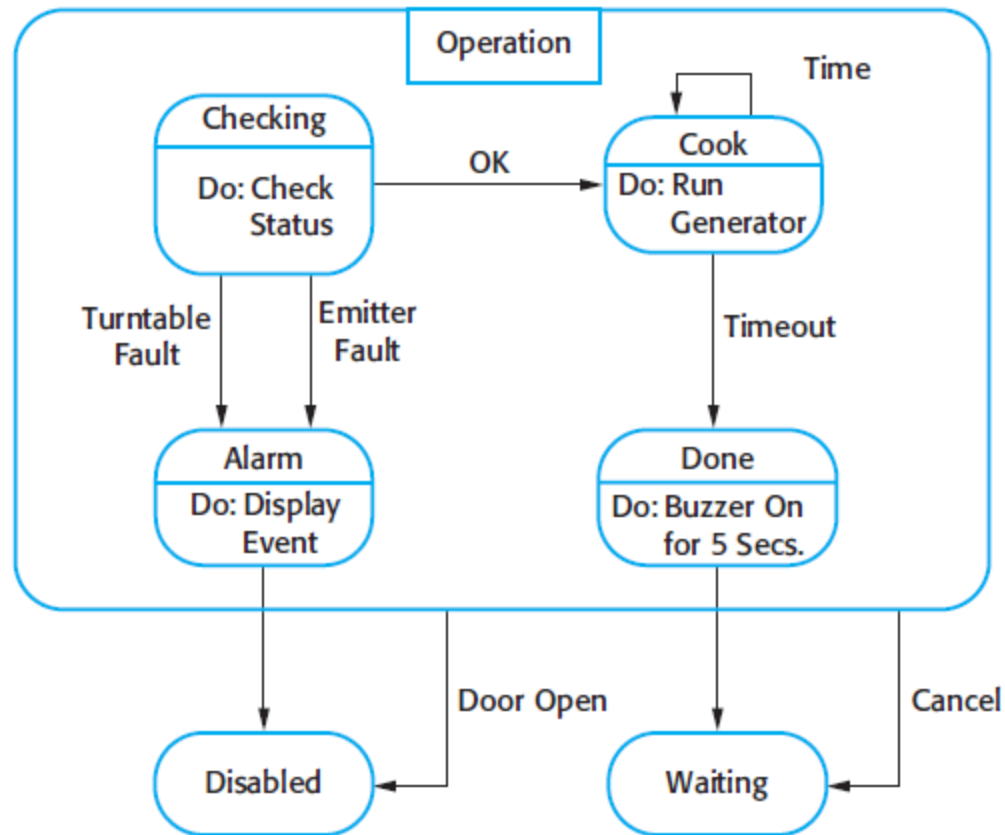 Operation
Time
Checking
Do: Check
Status
OK
Cook
Do: Run
Generator
Turntable
Fault
Emitter
Fault
Timeout
Alarm
Do: Display
Event
Done
Do: Buzzer On
for 5 Secs.
Door Open
Cancel
Disabled
Waiting